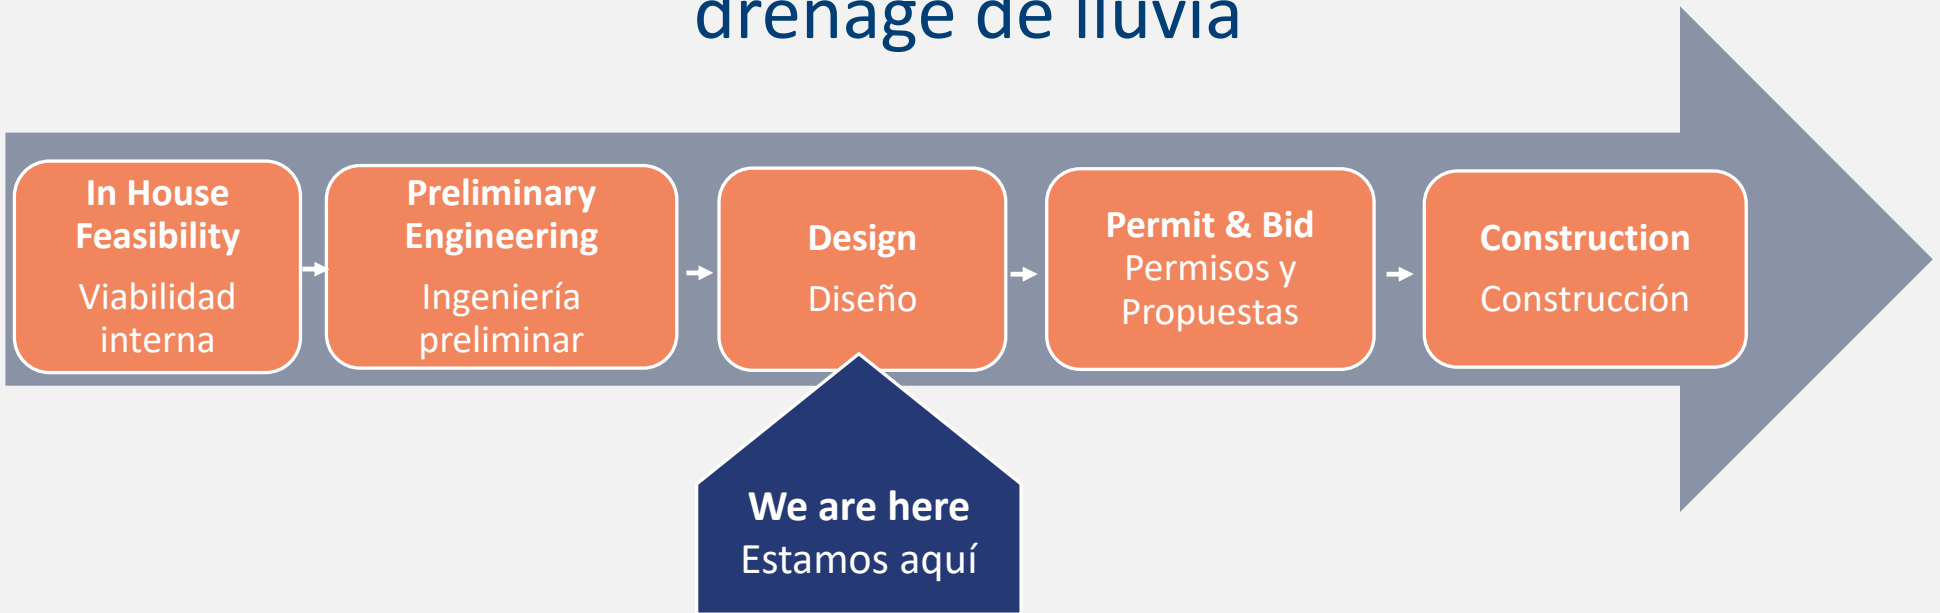 drenage de lluvia
In House
Feasibility
Viabilidad
interna
Preliminary
Engineering
Ingeniería
preliminar
Design
Diseño
Permit & Bid
Permisos y
Propuestas
Construction
Construcción
We are here
Estamos aquí